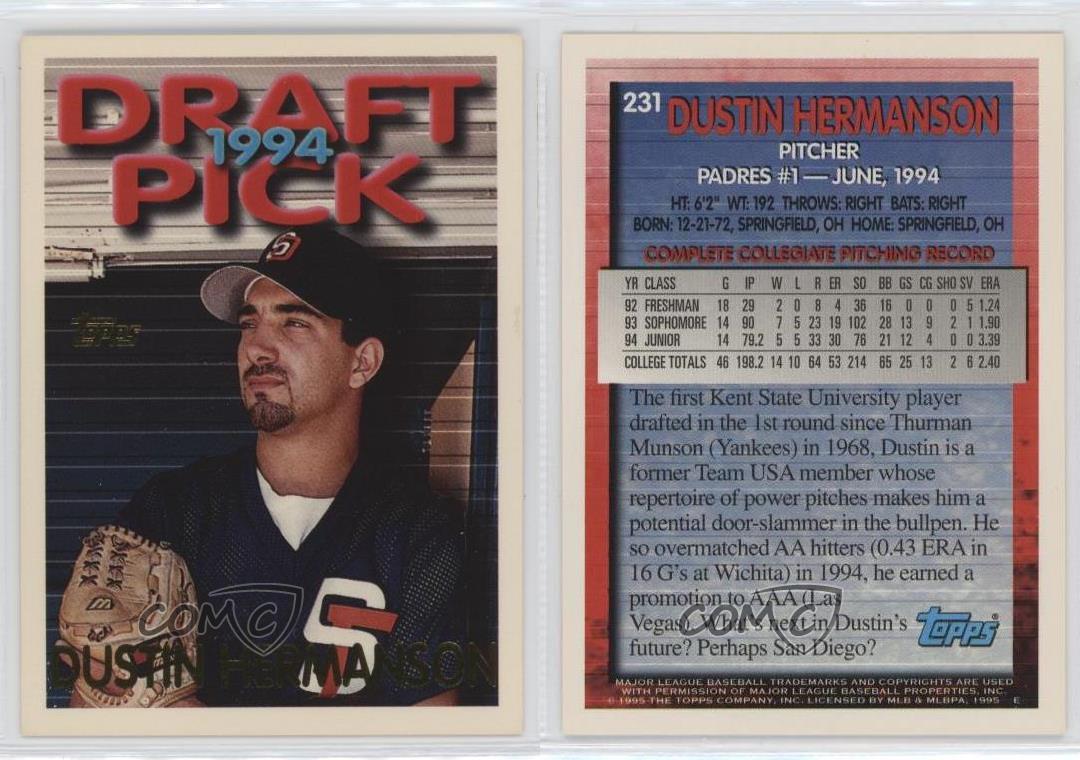 DRAFT
1994
PICK
S
topps
COMC
DUSTIN HERMANSON
231 DUSTIN HERMANSON
PITCHER
PADRES #1—JUNE, 1994
HT: 6'2" WT: 192 THROWS: RIGHT BATS: RIGHT
BORN: 12-21-72, SPRINGFIELD, OH HOME: SPRINGFIELD, OH
COMPLETE COLLEGIATE PITCHING RECORD
YR CLASS G IP W L R ER SO BB GS CG SHO SV ERA
92 FRESHMAN 18 29 2 0 8 4 36 16 0 0 0 5 1.24
93 SOPHOMORE 14 90 7 5 23 19 102 28 13 9 2 1 1.90
94 JUNIOR 14 79.2 5 5 33 30 76 21 12 4 0 0 3.39
COLLEGE TOTALS 46 198.2 14 10 64 53 214 65 25 13 2 6 2.40
The first Kent State University player
drafted in the 1st round since Thurman
Munson (Yankees) in 1968, Dustin is a
former Team USA member whose
repertoire of power pitches makes him a
potential door-slammer in the bullpen. He
so overmatched AA hitters (0.43 ERA in
16 G's at Wichita) in 1994, he earned a
promotion to AAA (Las
Vegas). What's next in Dustin's
future? Perhaps San Diego?
COMC
topps
MAJOR LEAGUE BASEBALL TRADEMARKS AND COPYRIGHTS ARE USED
WITH PERMISSION OF MAJOR LEAGUE BASEBALL PROPERTIES, INC.
© 1995 THE TOPPS COMPANY, INC. LICENSED BY MLB & MLBPA, 1995 E